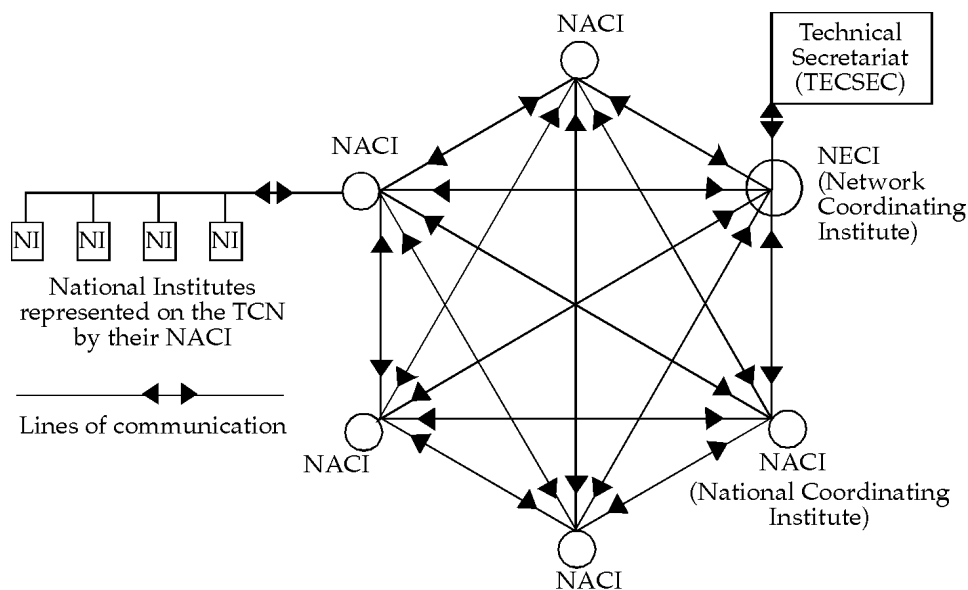 NACI
Technical
Secretariat
(TECSEC)
NACI
NECI
(Network
Coordinating
Institute)
NI NI NI NI
National Institutes
represented on the TCN
by their NACI
Lines of communication
NACI
NACI
(National Coordinating
Institute)
NACI